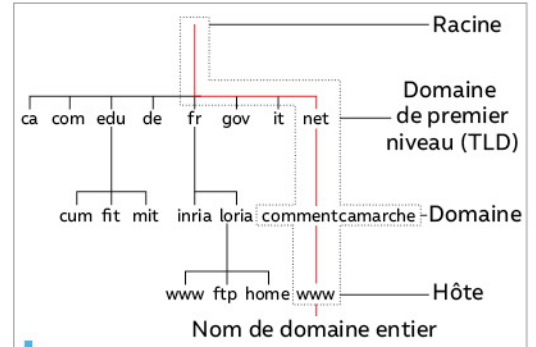 Racine
Domaine
de premier
niveau (TLD)
ca com edu de fr gov it net
cum fit mit inria loria commentcamarche Domaine
www ftp home www Hôte
Nom de domaine entier